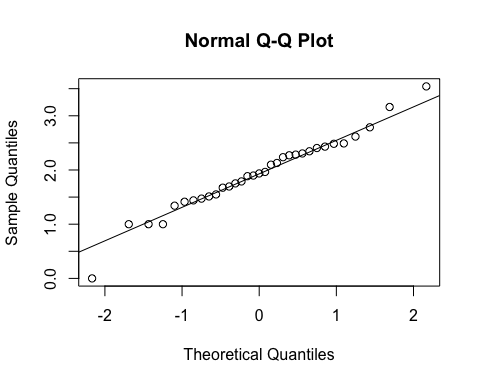 Normal Q-Q Plot
Sample Quantiles
3.0
2.0
1.0
0.0
-2 -1 0 1 2
Theoretical Quantiles